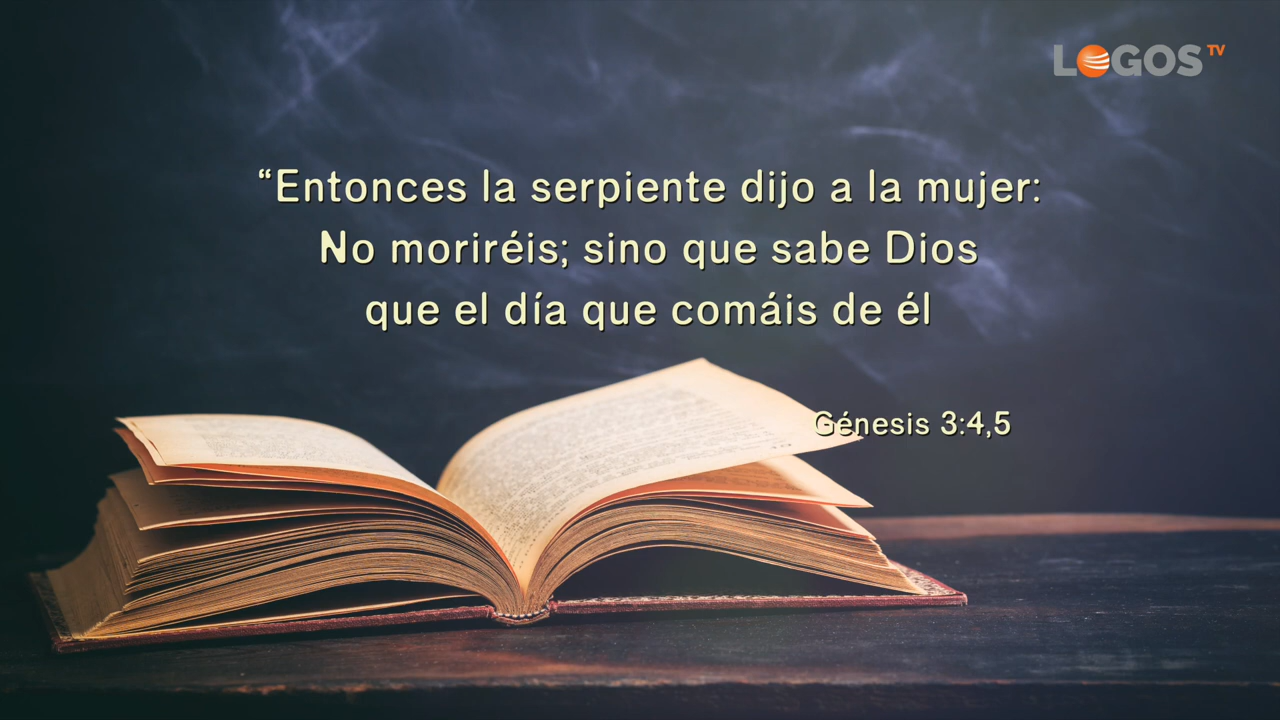 LOGOS TV
“Entonces la serpiente dijo a la mujer:
No moriréis; sino que sabe Dios
que el día que comáis de él
Génesis 3:4,5